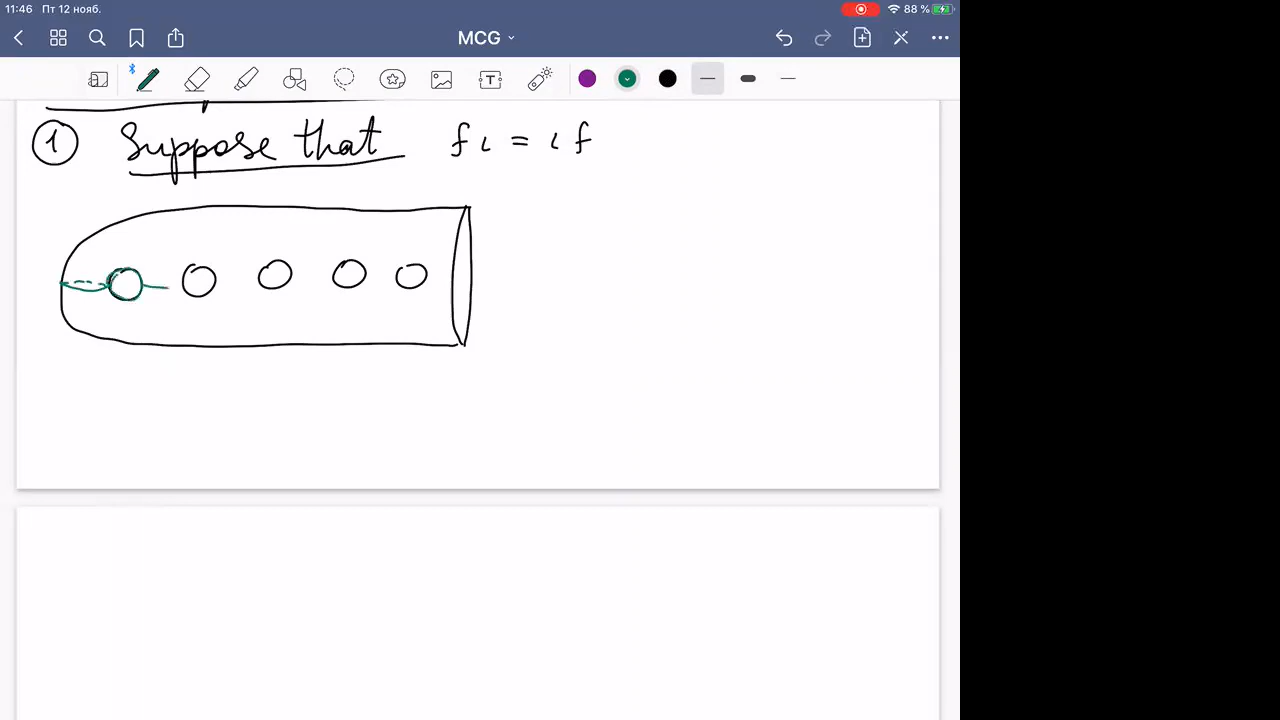 11:46 Пт 12 нояб. 88 %
MCG
T
1 Suppose that fι = ιf